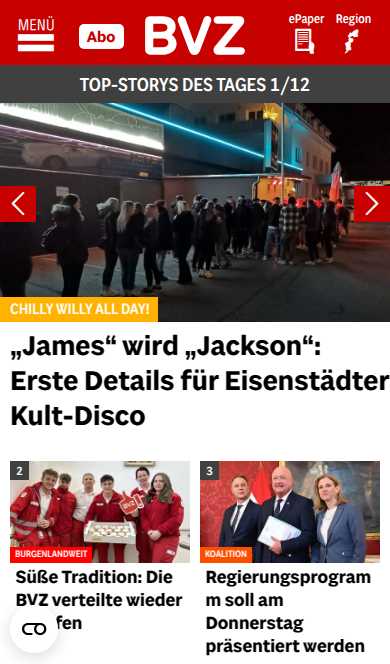 MENÜ
Abo
BVZ
ePaper
Region
TOP-STORYS DES TAGES 1/12
CHILLY WILLY ALL DAY!
„James“ wird „Jackson“:
Erste Details für Eisenstädter
Kult-Disco
2
BVZ
BURGENLANDWEIT
Süße Tradition: Die
BVZ verteilte wieder
fen
3
KOALITION
Regierungsprogram
m soll am
Donnerstag
präsentiert werden